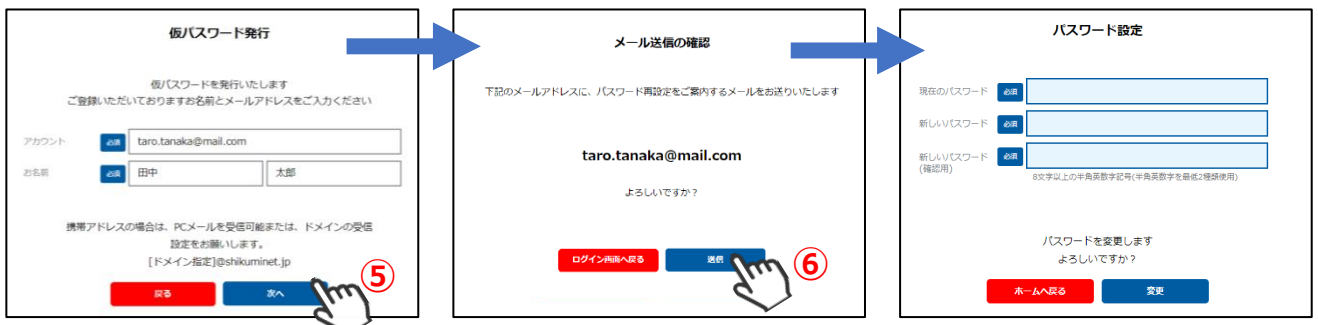 仮パスワード発行
仮パスワードを発行いたします
ご登録いただいておりますお名前とメールアドレスをご入力ください
アカウント 必須 taro.tanaka@mail.com
お名前 必須 田中 太郎
携帯アドレスの場合は、PCメールを受信可能または、ドメインの受信
設定をお願いします。
[ドメイン指定]@shikuminet.jp
戻る 次へ ⑤
メール送信の確認
下記のメールアドレスに、パスワード再設定をご案内するメールをお送りいたします
taro.tanaka@mail.com
よろしいですか?
ログイン画面へ戻る 送信 ⑥
パスワード設定
現在のパスワード 必須
新しいパスワード 必須
新しいパスワード 必須
(確認用)
8文字以上の半角英数字記号(半角英数字を最低2種類使用)
パスワードを変更します
よろしいですか?
ホームへ戻る 変更